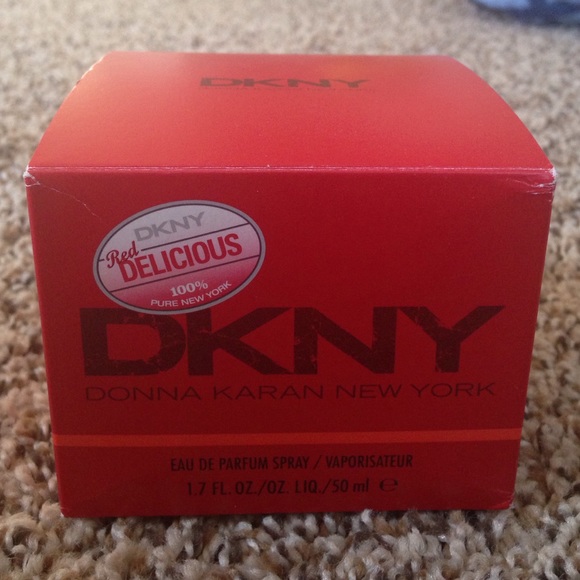 DKNY
DKNY
Red
DELICIOUS
100%
PURE NEW YORK
DKNY
DONNA KARAN NEW YORK
EAU DE PARFUM SPRAY / VAPORISATEUR
1.7 FL. OZ./OZ. LIQ./50 ml ℮